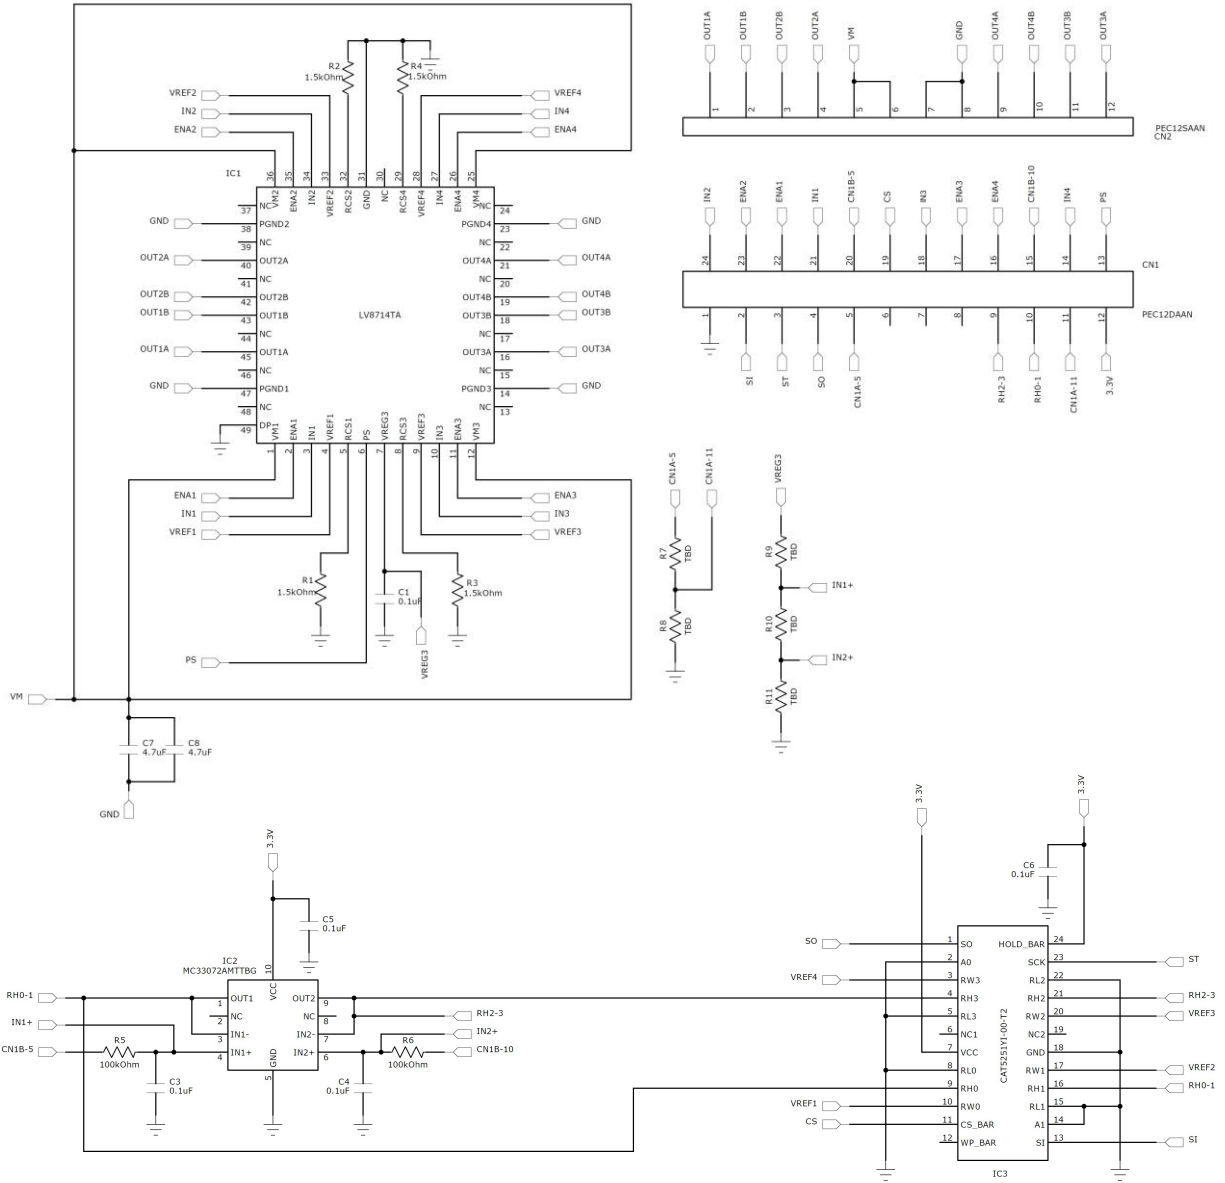 R2
1.5kOhm
R4
1.5kOhm
VREF2
IN2
ENA2
VREF4
IN4
ENA4
IC1
36 35 34 33 32 31 30 29 28 27 26 25
VM2 ENA2 IN2 VREF2 RCS2 GND NC RCS4 VREF4 IN4 ENA4 VM4
NC 37
GND PGND2 38
NC 39
OUT2A OUT2A 40
NC 41
OUT2B OUT2B 42
OUT1B OUT1B 43
NC 44
OUT1A OUT1A 45
NC 46
GND PGND1 47
NC 48
DP 49
LV8714TA
NC 24
PGND4 23 GND
NC 22
OUT4A 21 OUT4A
NC 20
OUT4B 19 OUT4B
OUT3B 18 OUT3B
NC 17
OUT3A 16 OUT3A
NC 15
PGND3 14 GND
NC 13
VM1 ENA1 IN1 VREF1 RCS1 PS VREG3 RCS3 VREF3 IN3 ENA3 VM3
1 2 3 4 5 6 7 8 9 10 11 12
ENA1
IN1
VREF1
ENA3
IN3
VREF3
R1
1.5kOhm
C1
0.1uF
R3
1.5kOhm
PS
VREG3
VM
C7
4.7uF
C8
4.7uF
GND
OUT1A OUT1B OUT2B OUT2A VM GND OUT4A OUT4B OUT3B OUT3A
1 2 3 4 5 6 7 8 9 10 11 12
PEC12SAAN
CN2
IN2 ENA2 ENA1 IN1 CN1B-5 CS IN3 ENA3 ENA4 CN1B-10 IN4 PS
24 23 22 21 20 19 18 17 16 15 14 13
CN1
1 2 3 4 5 6 7 8 9 10 11 12
PEC12DAAN
SI ST SO CN1A-5 RH2-3 RH0-1 CN1A-11 3.3V
CN1A-5
CN1A-11
R7
TBD
R8
TBD
VREG3
R9
TBD
IN1+
R10
TBD
IN2+
R11
TBD
3.3V
C5
0.1uF
IC2
MC33072AMTTBG
10
VCC
RH0-1
IN1+
CN1B-5
R5
100kOhm
C3
0.1uF
OUT1 1
NC 2
IN1- 3
IN1+ 4
GND
5
OUT2 9
NC 8
IN2- 7
IN2+ 6
RH2-3
IN2+
R6
100kOhm
CN1B-10
C4
0.1uF
3.3V
3.3V
C6
0.1uF
SO 1 SO
2 A0
VREF4 3 RW3
4 RH3
5 RL3
6 NC1
7 VCC
8 RL0
9 RH0
VREF1 10 RW0
CS 11 CS_BAR
12 WP_BAR
CAT5251YI-00-T2
HOLD_BAR 24
SCK 23 ST
RL2 22
RH2 21 RH2-3
RW2 20 VREF3
NC2 19
GND 18
RW1 17 VREF2
RH1 16 RH0-1
RL1 15
A1 14
SI 13 SI
IC3